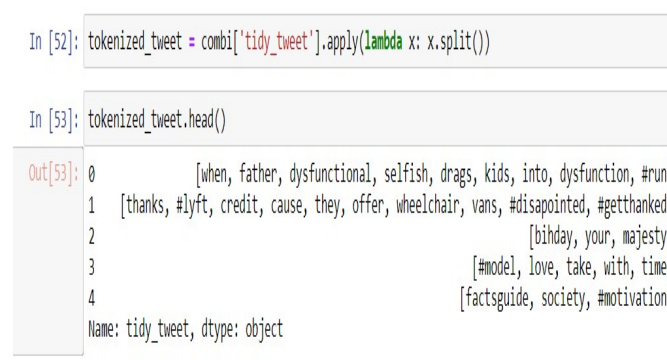 In [52]: tokenized_tweet = combi['tidy_tweet'].apply(lambda x: x.split())
In [53]: tokenized_tweet.head()
Out[53]: 0 [when, father, dysfunctional, selfish, drags, kids, into, dysfunction, #run
1 [thanks, #lyft, credit, cause, they, offer, wheelchair, vans, #disapointed, #getthanked
2 [bihday, your, majesty
3 [#model, love, take, with, time
4 [factsguide, society, #motivation
Name: tidy_tweet, dtype: object